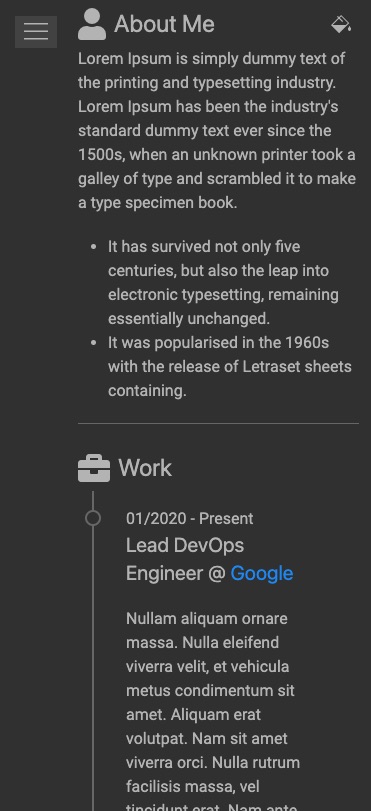 About Me
Lorem Ipsum is simply dummy text of
the printing and typesetting industry.
Lorem Ipsum has been the industry's
standard dummy text ever since the
1500s, when an unknown printer took a
galley of type and scrambled it to make
a type specimen book.
• It has survived not only five
centuries, but also the leap into
electronic typesetting, remaining
essentially unchanged.
• It was popularised in the 1960s
with the release of Letraset sheets
containing.
Work
01/2020 - Present
Lead DevOps
Engineer @ Google
Nullam aliquam ornare
massa. Nulla eleifend
viverra velit, et vehicula
metus condimentum sit
amet. Aliquam erat
volutpat. Nam sit amet
viverra orci. Nulla rutrum
facilisis massa, vel
tincidunt erat. Nam ante